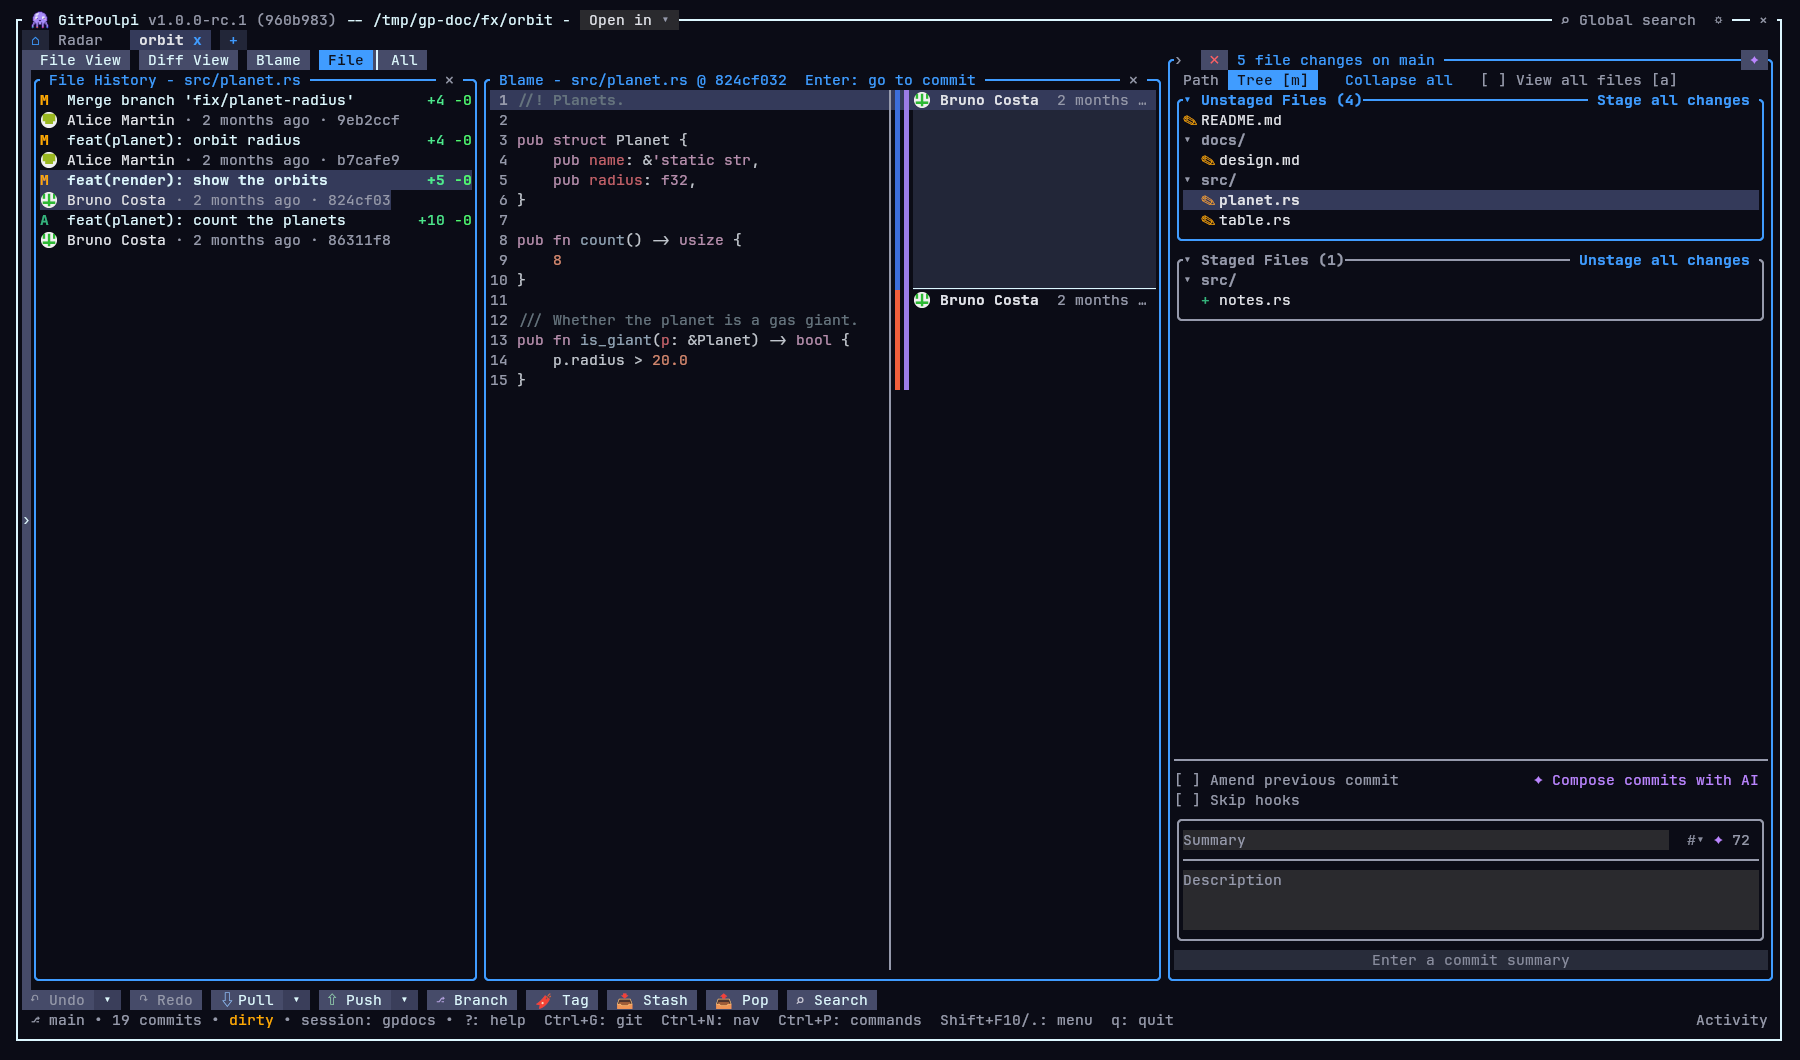 GitPoulpi v1.0.0-rc.1 (960b983) -- /tmp/gp-doc/fx/orbit - Open in ▾ ⌕ Global search ⚙ ×
⌂ Radar orbit x +
File View Diff View Blame File All
› ✕ 5 file changes on main ✦
File History - src/planet.rs ×
M Merge branch 'fix/planet-radius' +4 -0
Alice Martin · 2 months ago · 9eb2ccf
M feat(planet): orbit radius +4 -0
Alice Martin · 2 months ago · b7cafe9
M feat(render): show the orbits +5 -0
Bruno Costa · 2 months ago · 824cf03
A feat(planet): count the planets +10 -0
Bruno Costa · 2 months ago · 86311f8
›
Blame - src/planet.rs @ 824cf032 Enter: go to commit ×
1 //! Planets.
2
3 pub struct Planet {
4     pub name: &'static str,
5     pub radius: f32,
6 }
7
8 pub fn count() -> usize {
9     8
10 }
11
12 /// Whether the planet is a gas giant.
13 pub fn is_giant(p: &Planet) -> bool {
14     p.radius > 20.0
15 }
Bruno Costa 2 months …
Bruno Costa 2 months …
Path Tree [m] Collapse all [ ] View all files [a]
▾ Unstaged Files (4) Stage all changes
README.md
▾ docs/
design.md
▾ src/
planet.rs
table.rs
▾ Staged Files (1) Unstage all changes
▾ src/
+ notes.rs
[ ] Amend previous commit ✦ Compose commits with AI
[ ] Skip hooks
Summary #▾ ✦ 72
Description
Enter a commit summary
↶ Undo ▾ ↷ Redo ⇩ Pull ▾ ⇧ Push ▾ ⎇ Branch Tag Stash Pop ⌕ Search
⎇ main • 19 commits • dirty • session: gpdocs • ?: help Ctrl+G: git Ctrl+N: nav Ctrl+P: commands Shift+F10/.: menu q: quit Activity